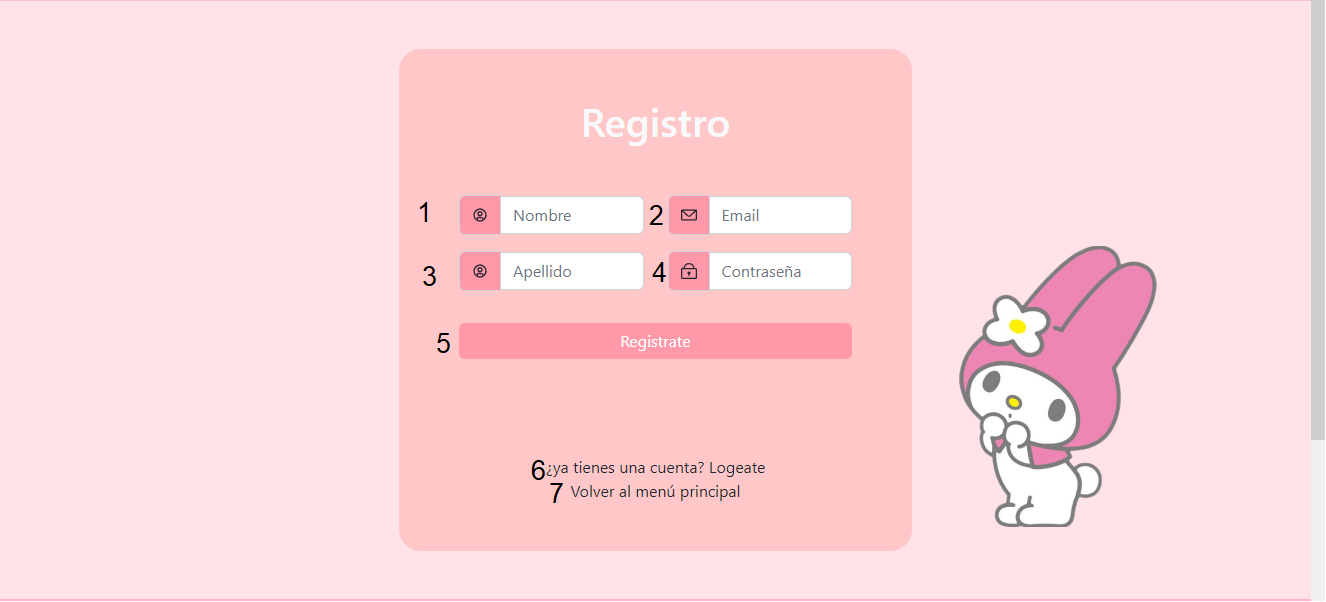 Registro
1 Nombre 2 Email
3 Apellido 4 Contraseña
5 Registrate
6 ¿ya tienes una cuenta? Logeate
7 Volver al menú principal